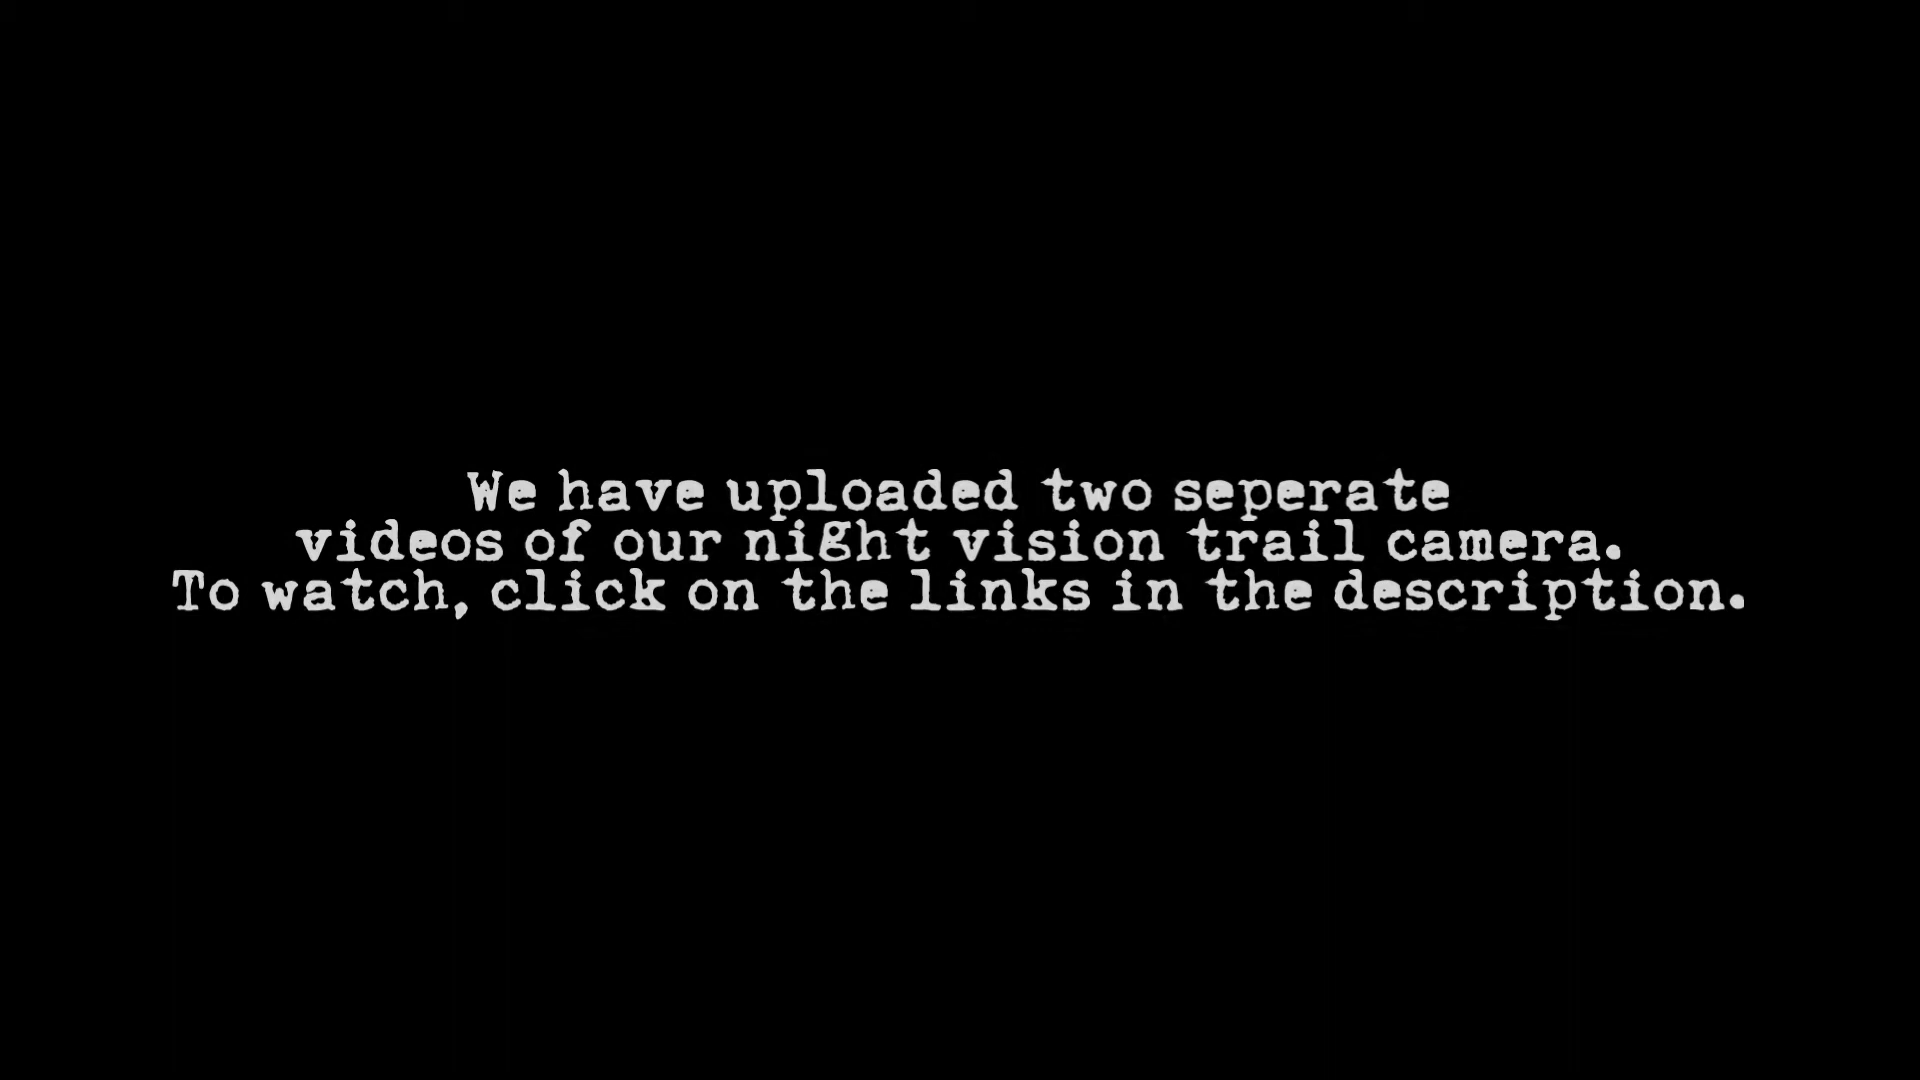 We have uploaded two seperate
videos of our night vision trail camera.
To watch, click on the links in the description.